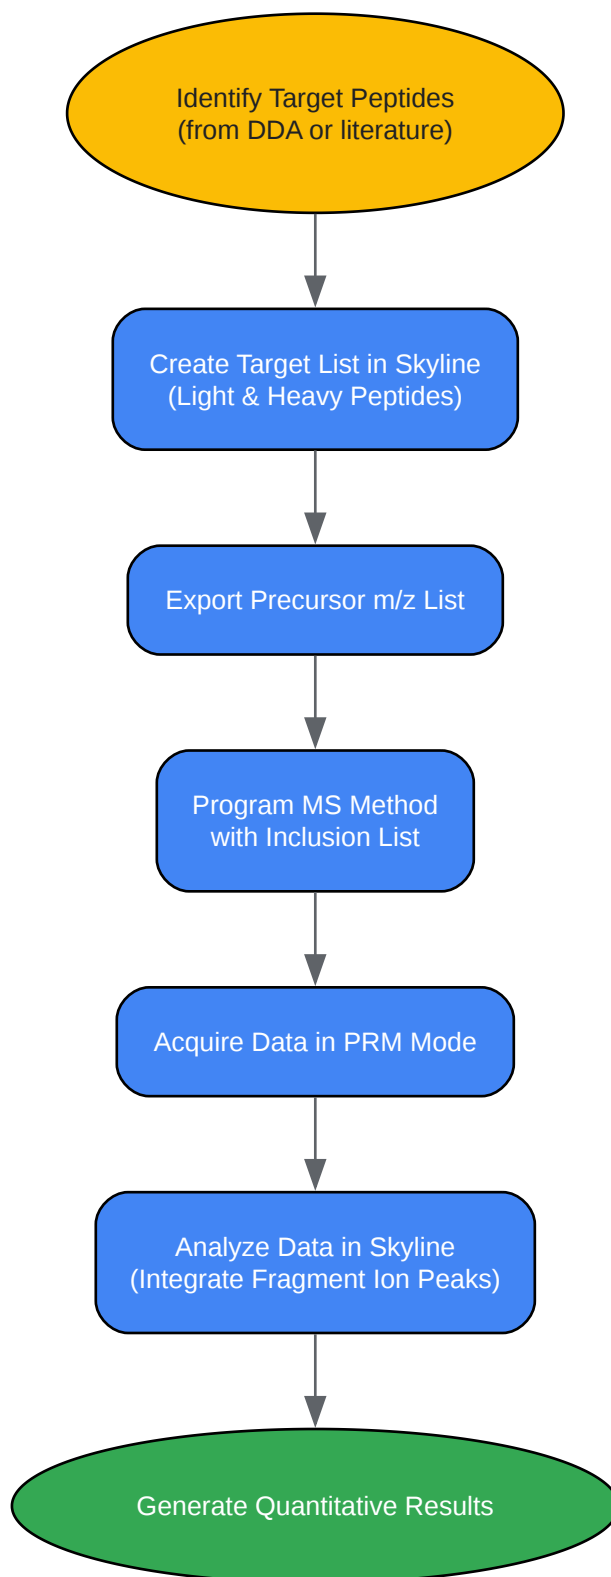 Identify Target Peptides
(from DDA or literature)
Create Target List in Skyline
(Light & Heavy Peptides)
Export Precursor m/z List
Program MS Method
with Inclusion List
Acquire Data in PRM Mode
Analyze Data in Skyline
(Integrate Fragment Ion Peaks)
Generate Quantitative Results